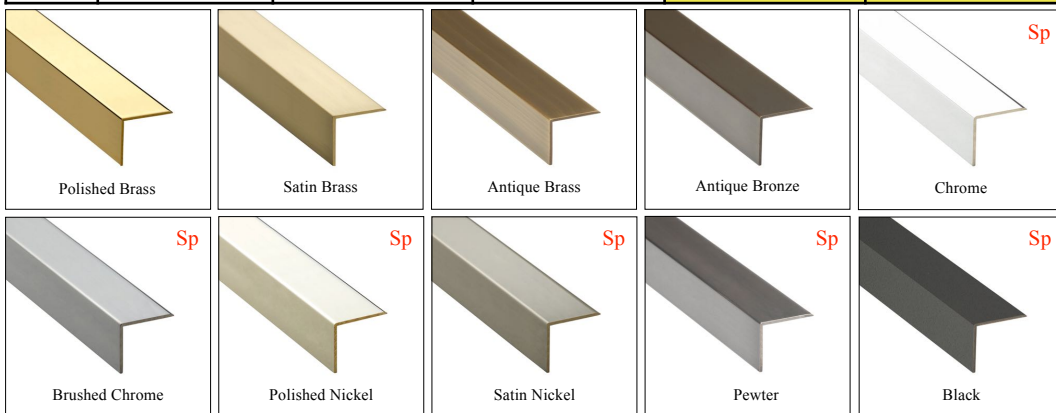 Sp
Polished Brass
Satin Brass
Antique Brass
Antique Bronze
Chrome
Sp
Sp
Sp
Sp
Sp
Brushed Chrome
Polished Nickel
Satin Nickel
Pewter
Black